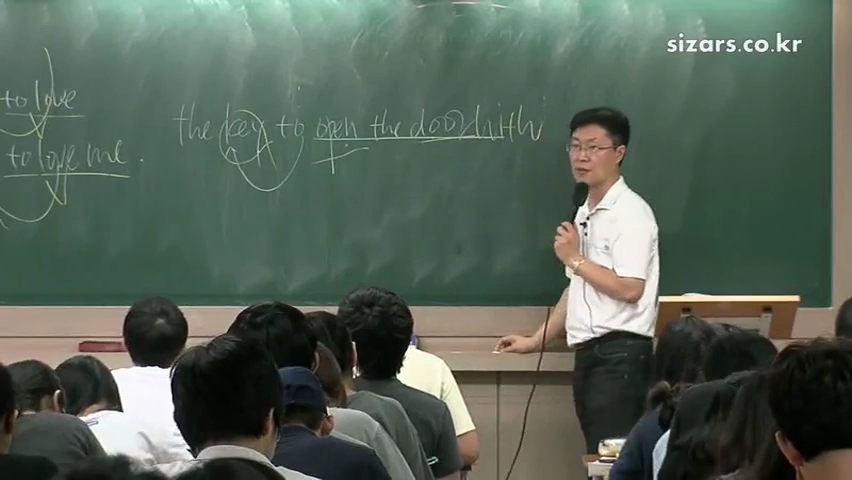 sizars.co.kr
to love
the key to open the door with
to love me.